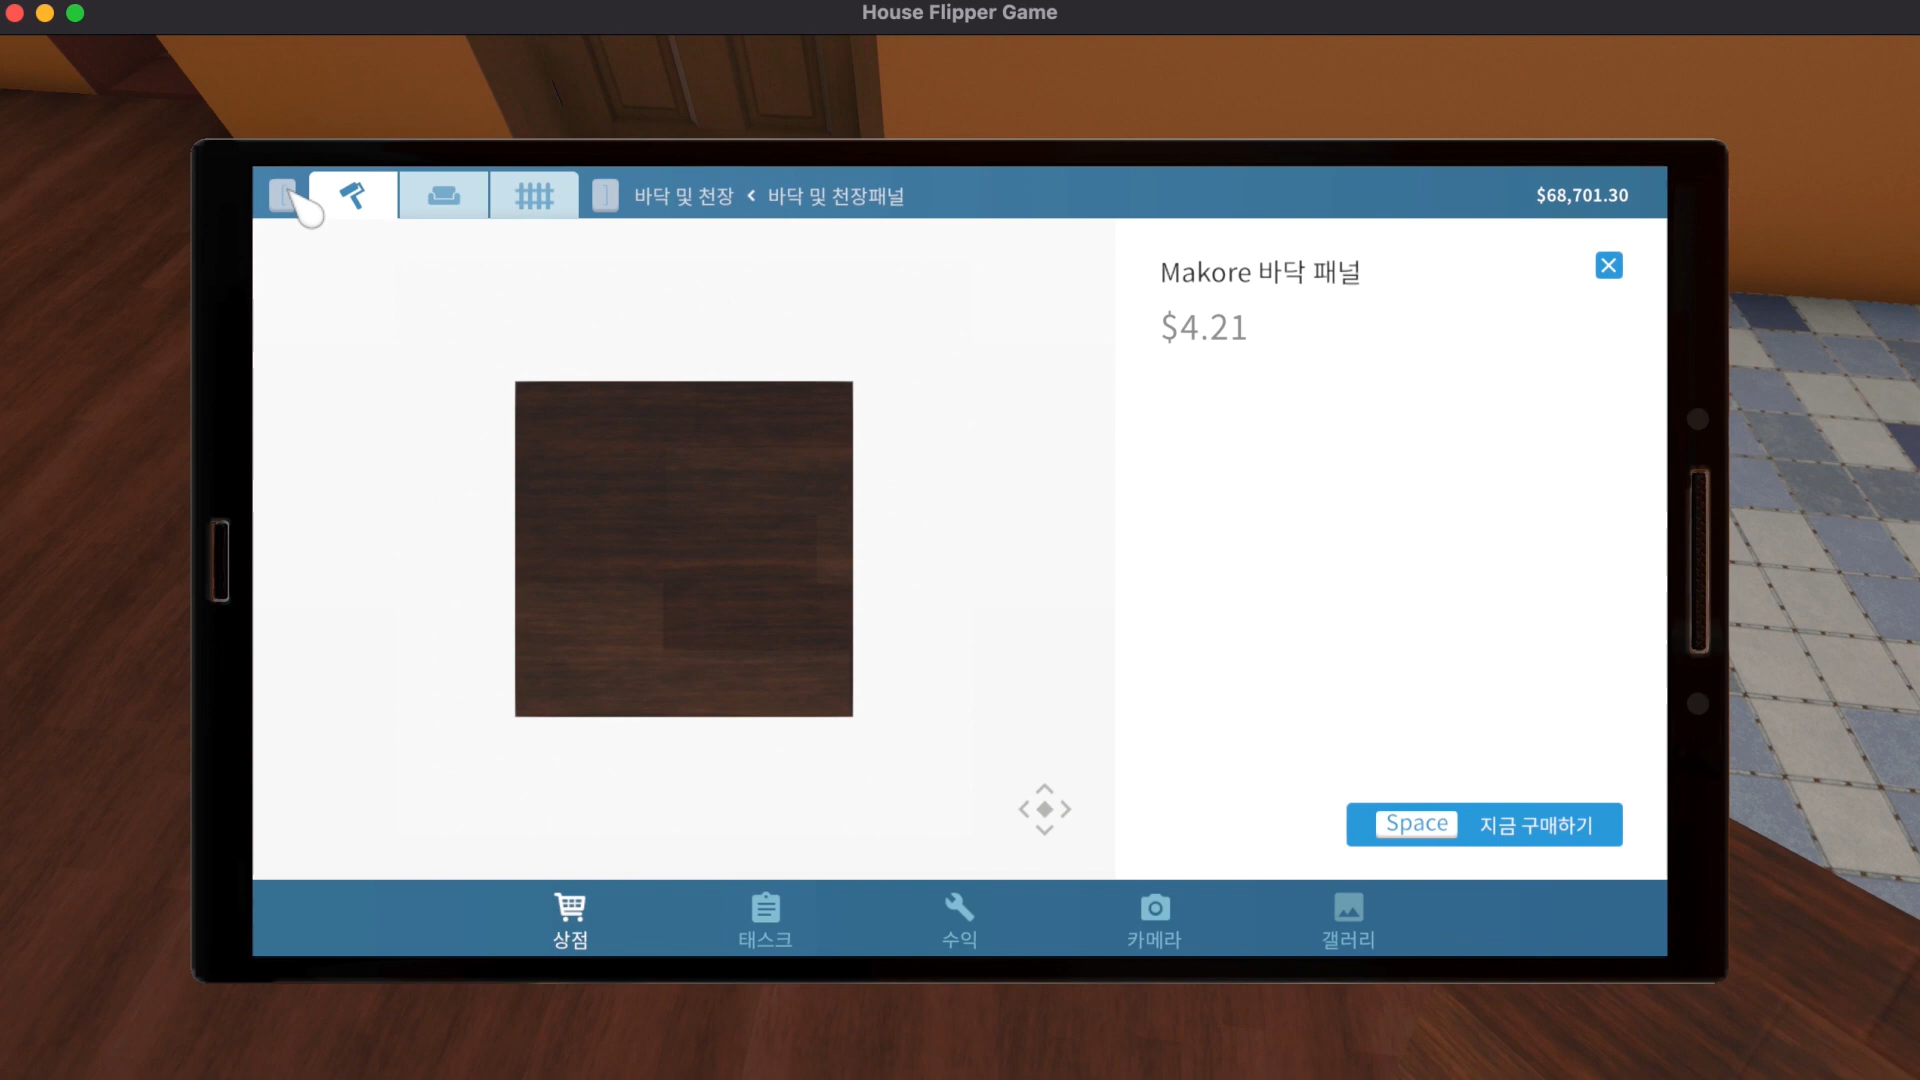 House Flipper Game
[
]
바닥 및 천장 < 바닥 및 천장패널
$68,701.30
Makore 바닥 패널
$4.21
Space 지금 구매하기
상점
태스크
수익
카메라
갤러리